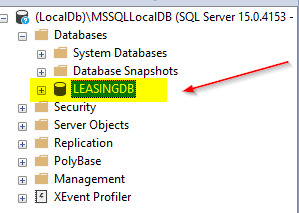 (LocalDb)\MSSQLLocalDB (SQL Server 15.0.4153 -
Databases
System Databases
Database Snapshots
LEASINGDB
Security
Server Objects
Replication
PolyBase
Management
XEvent Profiler